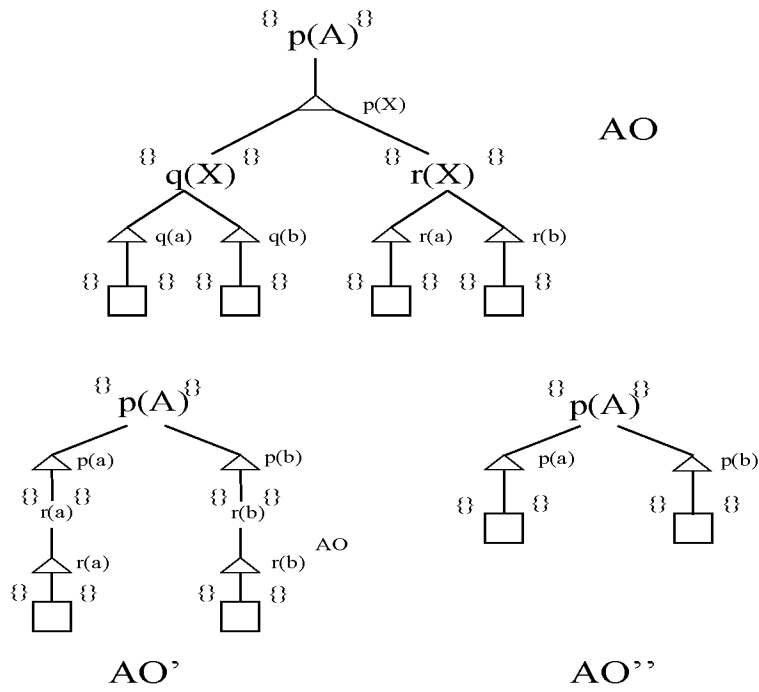 {} p(A) {}
p(X)
AO
{} q(X) {} {} r(X) {}
q(a) q(b) r(a) r(b)
{} {} {} {} {} {} {} {}
{} p(A) {} {} p(A) {}
p(a) p(b) p(a) p(b)
{} {} {} {} {} {} {} {}
r(a) r(b)
AO
r(a) r(b)
{} {} {} {}
AO' AO''